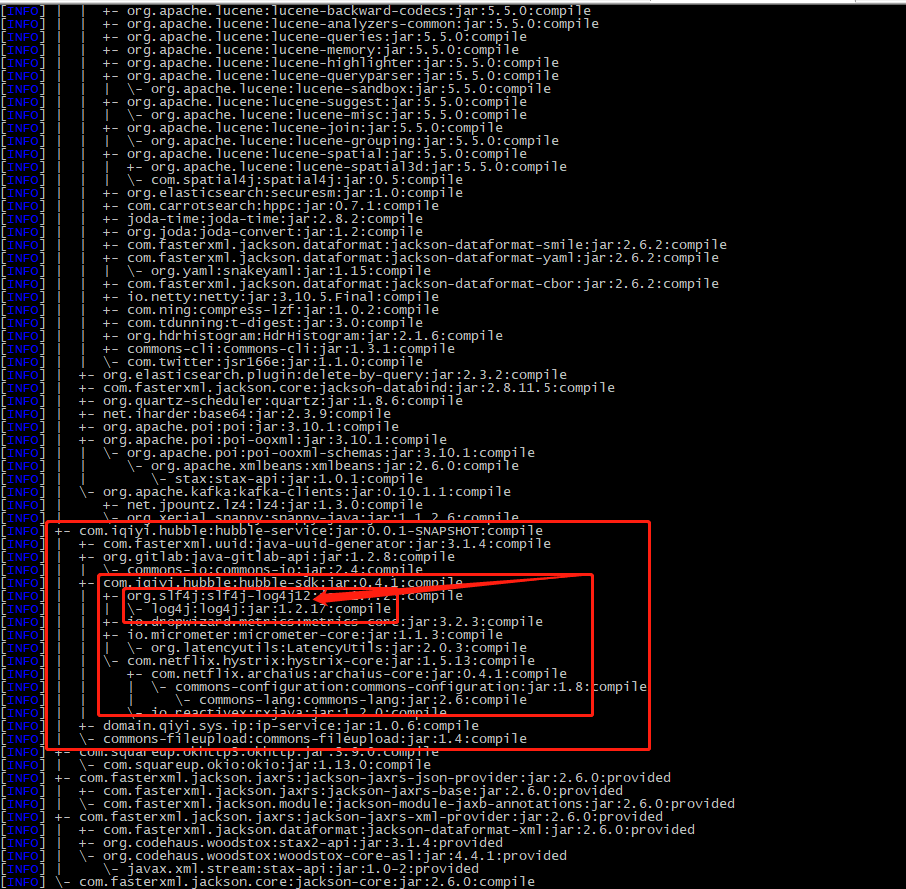 [INFO] |  |  +- org.apache.lucene:lucene-backward-codecs:jar:5.5.0:compile
[INFO] |  |  +- org.apache.lucene:lucene-analyzers-common:jar:5.5.0:compile
[INFO] |  |  +- org.apache.lucene:lucene-queries:jar:5.5.0:compile
[INFO] |  |  +- org.apache.lucene:lucene-memory:jar:5.5.0:compile
[INFO] |  |  +- org.apache.lucene:lucene-highlighter:jar:5.5.0:compile
[INFO] |  |  +- org.apache.lucene:lucene-queryparser:jar:5.5.0:compile
[INFO] |  |  |  \- org.apache.lucene:lucene-sandbox:jar:5.5.0:compile
[INFO] |  |  +- org.apache.lucene:lucene-suggest:jar:5.5.0:compile
[INFO] |  |  |  \- org.apache.lucene:lucene-misc:jar:5.5.0:compile
[INFO] |  |  +- org.apache.lucene:lucene-join:jar:5.5.0:compile
[INFO] |  |  |  \- org.apache.lucene:lucene-grouping:jar:5.5.0:compile
[INFO] |  |  +- org.apache.lucene:lucene-spatial:jar:5.5.0:compile
[INFO] |  |  |  +- org.apache.lucene:lucene-spatial3d:jar:5.5.0:compile
[INFO] |  |  |  \- com.spatial4j:spatial4j:jar:0.5:compile
[INFO] |  |  +- org.elasticsearch:securesm:jar:1.0:compile
[INFO] |  |  +- com.carrotsearch:hppc:jar:0.7.1:compile
[INFO] |  |  +- joda-time:joda-time:jar:2.8.2:compile
[INFO] |  |  +- org.joda:joda-convert:jar:1.2:compile
[INFO] |  |  +- com.fasterxml.jackson.dataformat:jackson-dataformat-smile:jar:2.6.2:compile
[INFO] |  |  +- com.fasterxml.jackson.dataformat:jackson-dataformat-yaml:jar:2.6.2:compile
[INFO] |  |  |  \- org.yaml:snakeyaml:jar:1.15:compile
[INFO] |  |  +- com.fasterxml.jackson.dataformat:jackson-dataformat-cbor:jar:2.6.2:compile
[INFO] |  |  +- io.netty:netty:jar:3.10.5.Final:compile
[INFO] |  |  +- com.ning:compress-lzf:jar:1.0.2:compile
[INFO] |  |  +- com.tdunning:t-digest:jar:3.0:compile
[INFO] |  |  +- org.hdrhistogram:HdrHistogram:jar:2.1.6:compile
[INFO] |  |  +- commons-cli:commons-cli:jar:1.3.1:compile
[INFO] |  |  \- com.twitter:jsr166e:jar:1.1.0:compile
[INFO] |  +- org.elasticsearch.plugin:delete-by-query:jar:2.3.2:compile
[INFO] |  +- com.fasterxml.jackson.core:jackson-databind:jar:2.8.11.5:compile
[INFO] |  +- org.quartz-scheduler:quartz:jar:1.8.6:compile
[INFO] |  +- net.iharder:base64:jar:2.3.9:compile
[INFO] |  +- org.apache.poi:poi:jar:3.10.1:compile
[INFO] |  +- org.apache.poi:poi-ooxml:jar:3.10.1:compile
[INFO] |  |  \- org.apache.poi:poi-ooxml-schemas:jar:3.10.1:compile
[INFO] |  |     \- org.apache.xmlbeans:xmlbeans:jar:2.6.0:compile
[INFO] |  |        \- stax:stax-api:jar:1.0.1:compile
[INFO] |  \- org.apache.kafka:kafka-clients:jar:0.10.1.1:compile
[INFO] |     +- net.jpountz.lz4:lz4:jar:1.3.0:compile
[INFO] |     \- org.xerial.snappy:snappy-java:jar:1.1.2.6:compile
[INFO] +- com.iqiyi.hubble:hubble-service:jar:0.0.1-SNAPSHOT:compile
[INFO] |  +- com.fasterxml.uuid:java-uuid-generator:jar:3.1.4:compile
[INFO] |  +- org.gitlab:java-gitlab-api:jar:1.2.8:compile
[INFO] |  \- commons-io:commons-io:jar:2.4:compile
[INFO] |  +- com.iqiyi.hubble:hubble-sdk:jar:0.4.1:compile
[INFO] |  |  +- org.slf4j:slf4j-log4j12:compile
[INFO] |  |  |  \- log4j:log4j:jar:1.2.17:compile
[INFO] |  |  +- io.dropwizard.metrics:metrics-core:jar:3.2.3:compile
[INFO] |  |  +- io.micrometer:micrometer-core:jar:1.1.3:compile
[INFO] |  |  |  \- org.latencyutils:LatencyUtils:jar:2.0.3:compile
[INFO] |  |  \- com.netflix.hystrix:hystrix-core:jar:1.5.13:compile
[INFO] |  |     +- com.netflix.archaius:archaius-core:jar:0.4.1:compile
[INFO] |  |     |  \- commons-configuration:commons-configuration:jar:1.8:compile
[INFO] |  |     |     \- commons-lang:commons-lang:jar:2.6:compile
[INFO] |  |     \- io.reactivex:rxjava:jar:1.2.0:compile
[INFO] |  +- domain.qiyi.sys.ip:ip-service:jar:1.0.6:compile
[INFO] |  \- commons-fileupload:commons-fileupload:jar:1.4:compile
[INFO] +- com.squareup.okhttp3:okhttp:jar:3.9.0:compile
[INFO] |  \- com.squareup.okio:okio:jar:1.13.0:compile
[INFO] +- com.fasterxml.jackson.jaxrs:jackson-jaxrs-json-provider:jar:2.6.0:provided
[INFO] |  +- com.fasterxml.jackson.jaxrs:jackson-jaxrs-base:jar:2.6.0:provided
[INFO] |  \- com.fasterxml.jackson.module:jackson-module-jaxb-annotations:jar:2.6.0:provided
[INFO] +- com.fasterxml.jackson.jaxrs:jackson-jaxrs-xml-provider:jar:2.6.0:provided
[INFO] |  +- com.fasterxml.jackson.dataformat:jackson-dataformat-xml:jar:2.6.0:provided
[INFO] |  +- org.codehaus.woodstox:stax2-api:jar:3.1.4:provided
[INFO] |  \- org.codehaus.woodstox:woodstox-core-asl:jar:4.4.1:provided
[INFO] |     \- javax.xml.stream:stax-api:jar:1.0-2:provided
[INFO] \- com.fasterxml.jackson.core:jackson-core:jar:2.6.0:compile